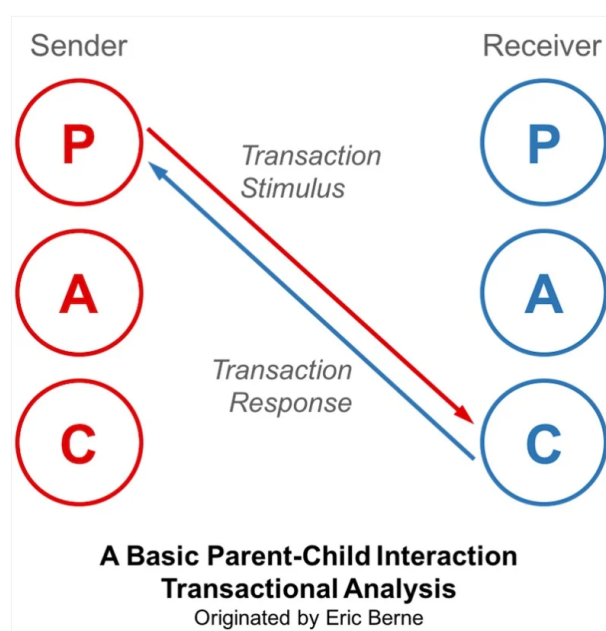 Sender
Receiver
P
P
Transaction
Stimulus
A
A
Transaction
Response
C
C
A Basic Parent-Child Interaction
Transactional Analysis
Originated by Eric Berne